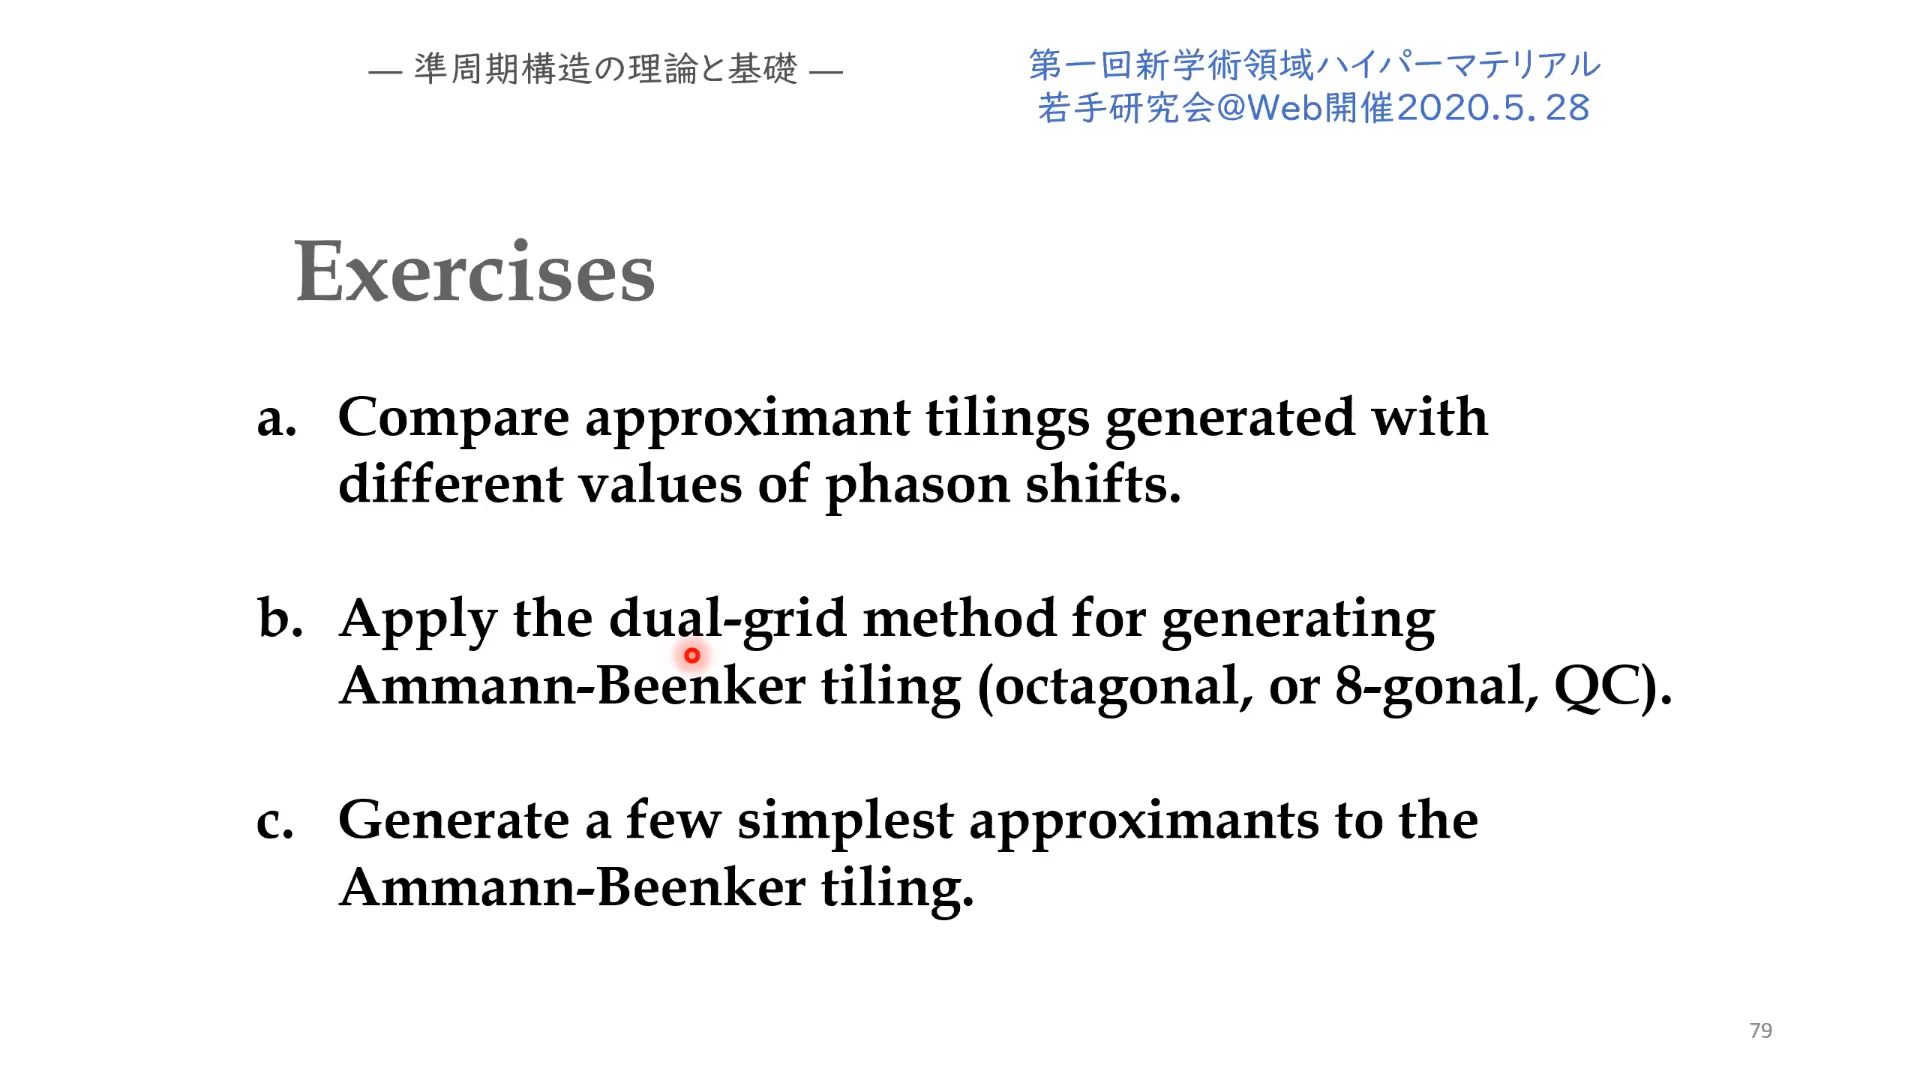 — 準周期構造の理論と基礎 —
第一回新学術領域ハイパーマテリアル
若手研究会@Web開催2020.5.28
Exercises
a. Compare approximant tilings generated with
different values of phason shifts.
b. Apply the dual-grid method for generating
Ammann-Beenker tiling (octagonal, or 8-gonal, QC).
c. Generate a few simplest approximants to the
Ammann-Beenker tiling.
79